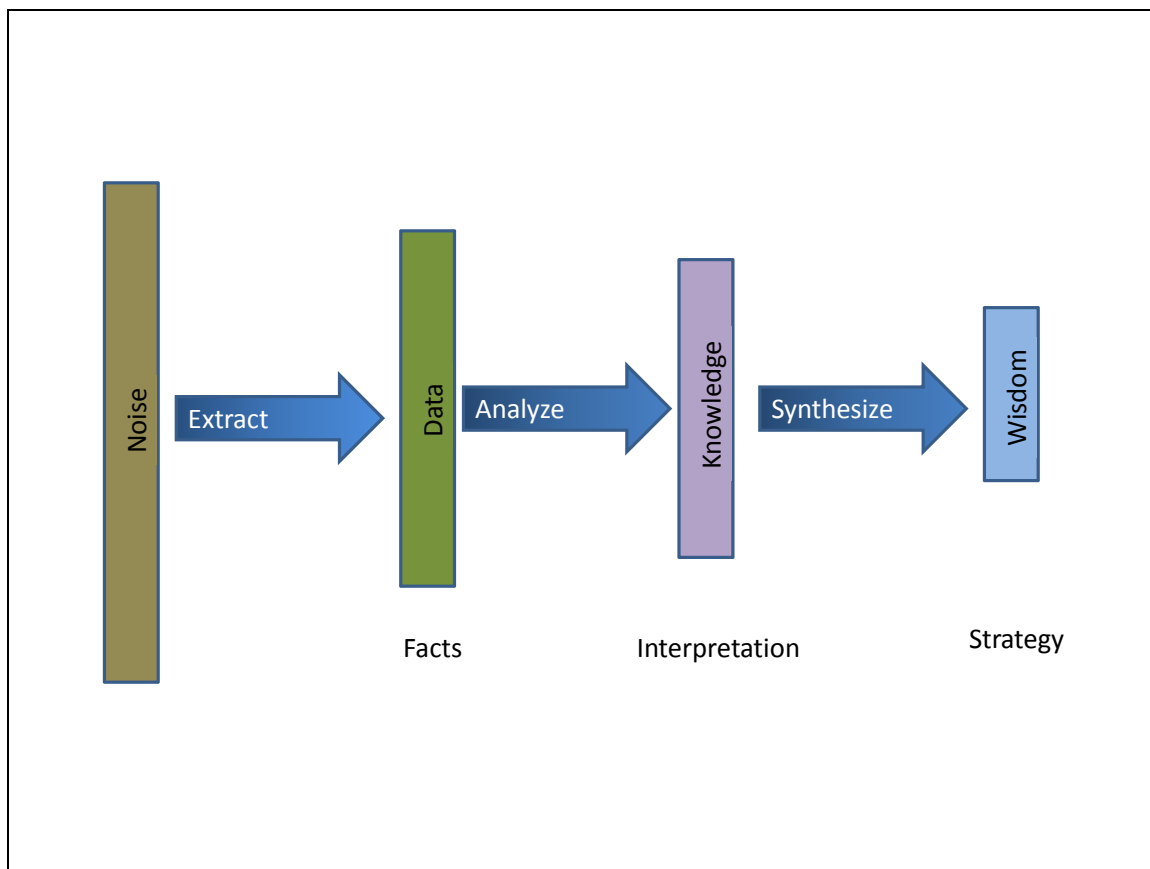 Noise
Extract
Data
Analyze
Knowledge
Synthesize
Wisdom
Facts
Interpretation
Strategy